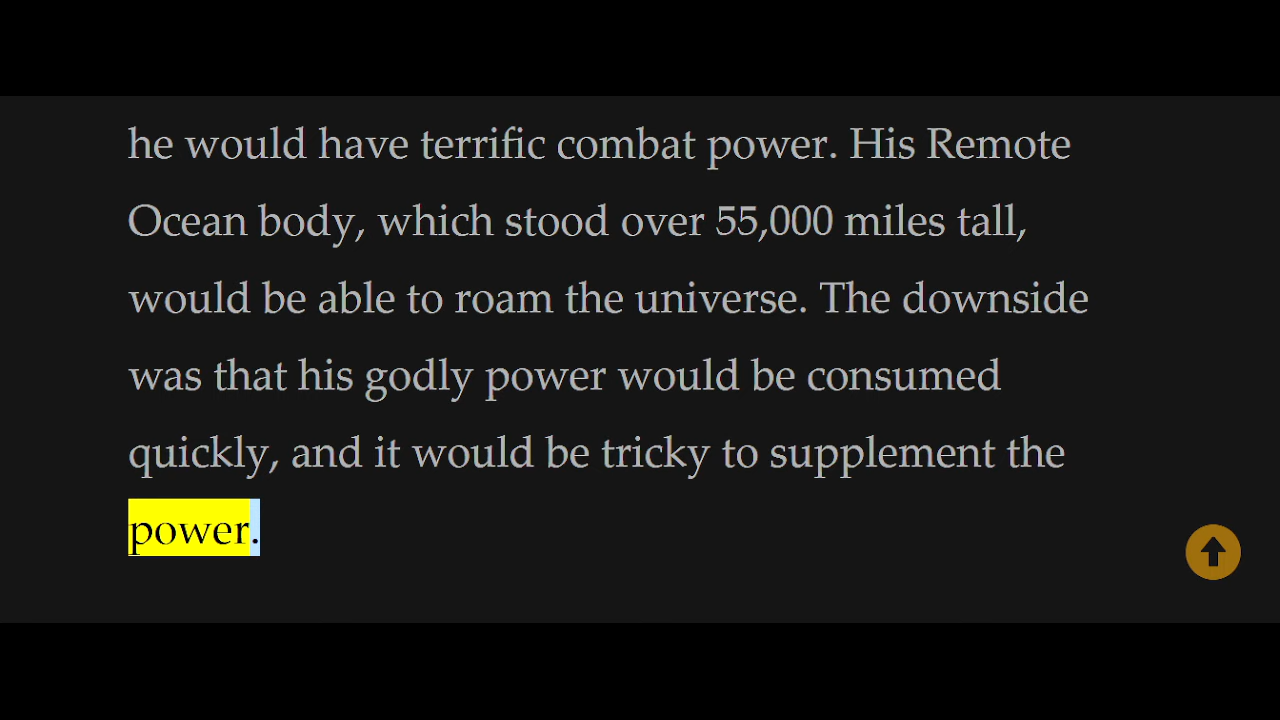 he would have terrific combat power. His Remote
Ocean body, which stood over 55,000 miles tall,
would be able to roam the universe. The downside
was that his godly power would be consumed
quickly, and it would be tricky to supplement the
power.